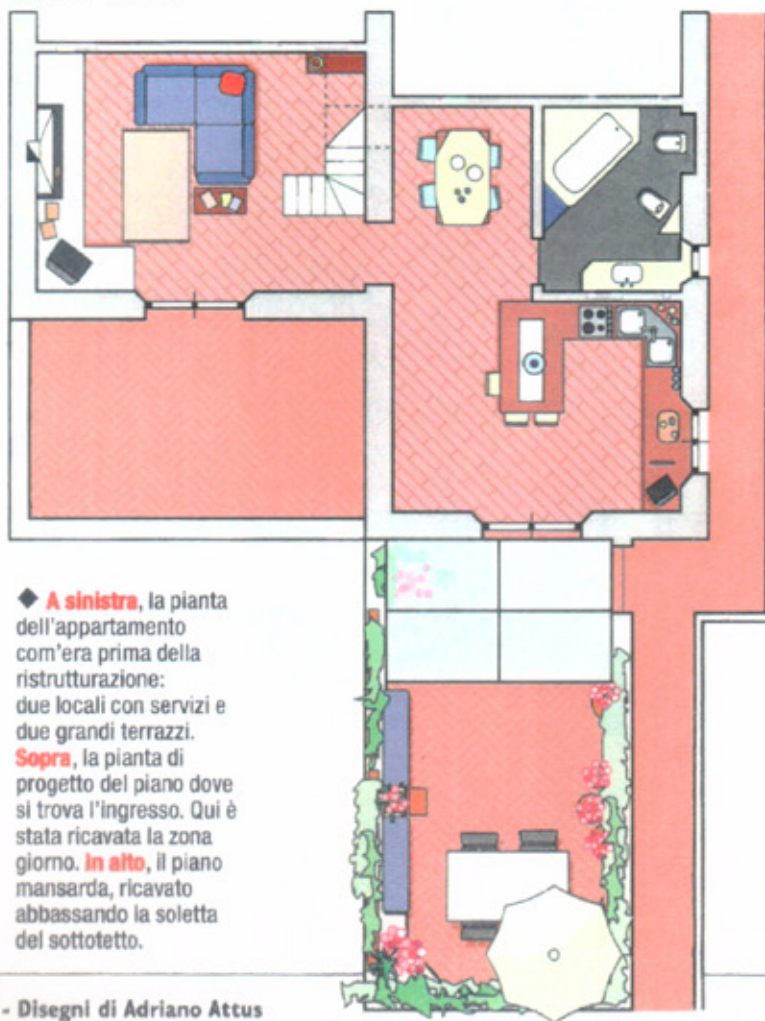 ◆ A sinistra, la pianta
dell'appartamento
com'era prima della
ristrutturazione:
due locali con servizi e
due grandi terrazzi.
Sopra, la pianta di
progetto del piano dove
si trova l'ingresso. Qui è
stata ricavata la zona
giorno. In alto, il piano
mansarda, ricavato
abbassando la soletta
del sottotetto.
- Disegni di Adriano Attus